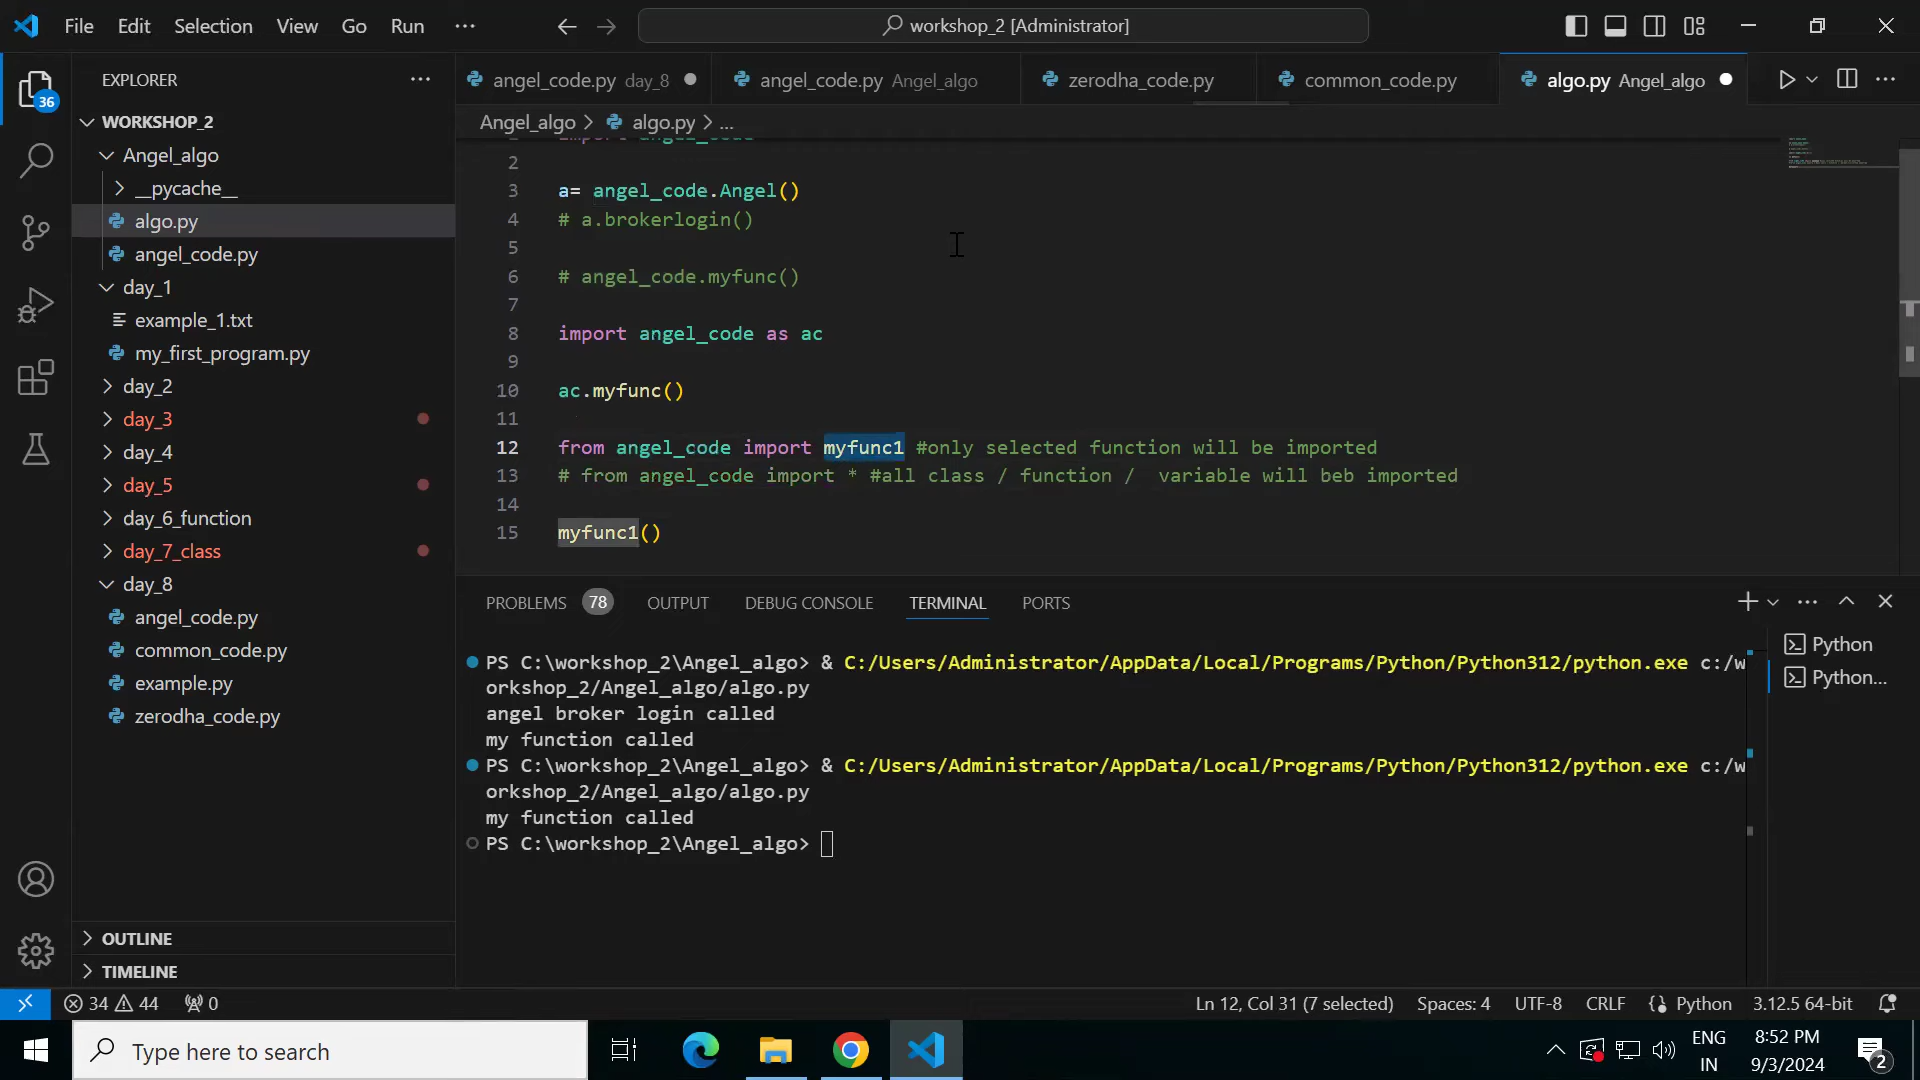 File Edit Selection View Go Run ...
workshop_2 [Administrator]
EXPLORER ...
angel_code.py day_8
angel_code.py Angel_algo
zerodha_code.py
common_code.py
algo.py Angel_algo
36
Angel_algo > algo.py > ...
WORKSHOP_2
Angel_algo
__pycache__
algo.py
angel_code.py
day_1
example_1.txt
my_first_program.py
day_2
day_3
day_4
day_5
day_6_function
day_7_class
day_8
angel_code.py
common_code.py
example.py
zerodha_code.py
OUTLINE
TIMELINE
import angel_code
2
3 a= angel_code.Angel()
4 # a.brokerlogin()
5
6 # angel_code.myfunc()
7
8 import angel_code as ac
9
10 ac.myfunc()
11
12 from angel_code import myfunc1 #only selected function will be imported
13 # from angel_code import * #all class / function /  variable will beb imported
14
15 myfunc1()
PROBLEMS 78 OUTPUT DEBUG CONSOLE TERMINAL PORTS
PS C:\workshop_2\Angel_algo> & C:/Users/Administrator/AppData/Local/Programs/Python/Python312/python.exe c:/w
orkshop_2/Angel_algo/algo.py
angel broker login called
my function called
PS C:\workshop_2\Angel_algo> & C:/Users/Administrator/AppData/Local/Programs/Python/Python312/python.exe c:/w
orkshop_2/Angel_algo/algo.py
my function called
PS C:\workshop_2\Angel_algo>
Python
Python...
34 44 0
Ln 12, Col 31 (7 selected) Spaces: 4 UTF-8 CRLF Python 3.12.5 64-bit
Type here to search
ENG
IN
8:52 PM
9/3/2024
2